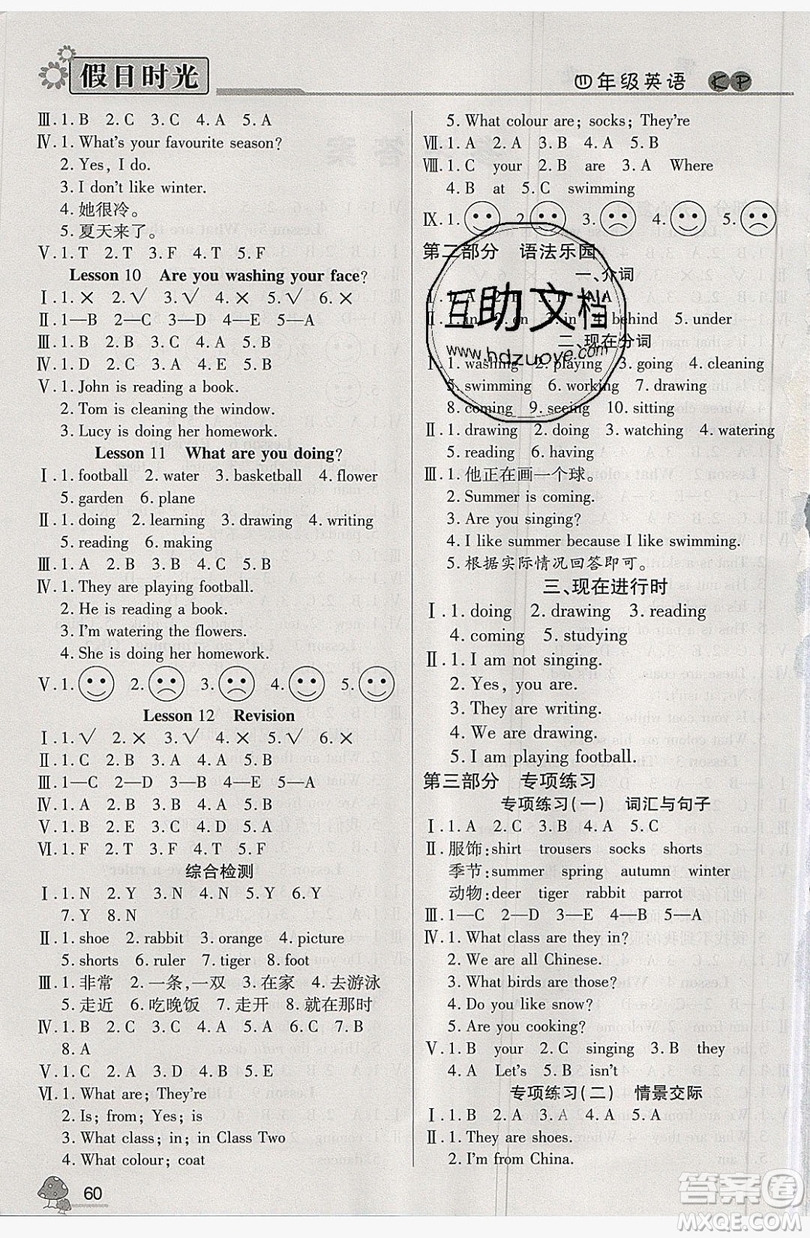 假日时光
四年级英语 KP
Ⅲ. 1. B 2. C 3. C 4. A 5. A
Ⅳ. 1. What's your favourite season?
2. Yes, I do.
3. I don't like winter.
4. 她很冷。
5. 夏天来了。
Ⅴ. 1. T 2. T 3. F 4. T 5. F
Lesson 10 Are you washing your face?
Ⅰ. 1. × 2. √ 3. √ 4. × 5. √
Ⅱ. 1—B 2—D 3—C 4—E 5—A
Ⅲ. 1. B 2. A 3. B 4. B 5. B
Ⅳ. 1. T 2. F 3. F 4. T 5. T
Ⅴ. 1. John is reading a book.
2. Tom is cleaning the window.
3. Lucy is doing her homework.
Lesson 11 What are you doing?
Ⅰ. 1. football 2. water 3. basketball 4. flower
5. garden 6. plane
Ⅱ. 1. doing 2. learning 3. drawing 4. writing
5. reading 6. making
Ⅲ. 1. A 2. C 3. B 4. C 5. B
Ⅳ. 1. They are playing football.
2. He is reading a book.
3. I'm watering the flowers.
4. She is doing her homework.
Ⅴ. 1. 2. 3. 4. 5.
Lesson 12 Revision
Ⅰ. 1. √ 2. × 3. √ 4. × 5. √
Ⅱ. 1. D 2. B 3. A 4. C 5. B
Ⅲ. 1—C 2—D 3—B 4—E 5—A
Ⅳ. 1. B 2. A 3. B 4. A 5. B
Ⅴ. 1. B 2. C 3. A 4. A 5. B
Ⅵ. 1. F 2. F 3. T 4. T 5. F
综合检测
Ⅰ. 1. N 2. Y 3. N 4. Y 5. N 6. N
7. Y 8. N
Ⅱ. 1. shoe 2. rabbit 3. orange 4. picture
5. shorts 6. ruler 7. tiger 8. foot
Ⅲ. 1. 非常 2. 一条,一双 3. 在家 4. 去游泳
5. 走近 6. 吃晚饭 7. 走开 8. 就在那时
Ⅳ. 1. B 2. C 3. B 4. B 5. C 6. C 7. B
8. A
Ⅴ. 1. C 2. B 3. C 4. A 5. A
Ⅵ. 1. What are; They're
2. Is; from; Yes; is
3. What class; in; in Class Two
4. What colour; coat
60
5. What colour are; socks; They're
Ⅶ. 1. A 2. A 3. B 4. A 5. A
Ⅷ. 1. C your 2. B are 3. A Where
4. B at 5. C swimming
Ⅸ. 1. 2. 3. 4. 5.
第二部分 语法乐园
一、介词
Ⅰ. 1. A 2. A 3. B 4. B 5. A
Ⅱ. 1. in 2. on 3. in 4. behind 5. under
二、现在分词
Ⅰ. 1. washing 2. playing 3. going 4. cleaning
5. swimming 6. working 7. drawing
8. coming 9. seeing 10. sitting
Ⅱ. 1. drawing 2. doing 3. watching 4. watering
5. reading 6. having
Ⅲ. 1. 他正在画一个球。
2. Summer is coming.
3. Are you singing?
4. I like summer because I like swimming.
5. 根据实际情况回答即可。
三、现在进行时
Ⅰ. 1. doing 2. drawing 3. reading
4. coming 5. studying
Ⅱ. 1. I am not singing.
2. Yes, you are.
3. They are writing.
4. We are drawing.
5. I am playing football.
第三部分 专项练习
专项练习(一) 词汇与句子
Ⅰ. 1. A 2. B 3. A 4. A 5. B
Ⅱ. 服饰: shirt trousers socks shorts
季节: summer spring autumn winter
动物: deer tiger rabbit parrot
Ⅲ. 1—C 2—D 3—A 4—E 5—B
Ⅳ. 1. What class are they in?
2. We are all Chinese.
3. What birds are those?
4. Do you like snow?
5. Are you cooking?
Ⅴ. 1. B your 2. C singing 3. B they
4. A Let's 5. B isn't
专项练习(二) 情景交际
Ⅰ. 1. B 2. A 3. A 4. A 5. A
Ⅱ. 1. They are shoes.
2. I'm from China.
互助文档
www.hdzuoye.com
答案圈
MXQE.COM